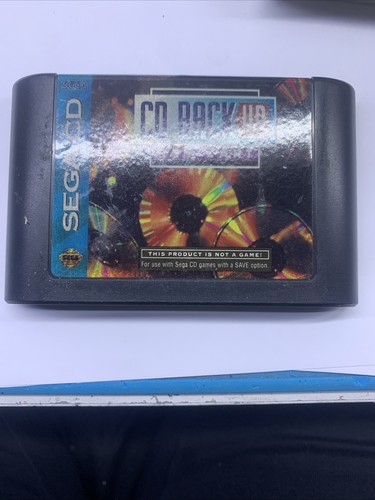 SEGA CD
CD BACK UP
THIS PRODUCT IS NOT A GAME!
For use with Sega CD games with a SAVE option.
SEGA